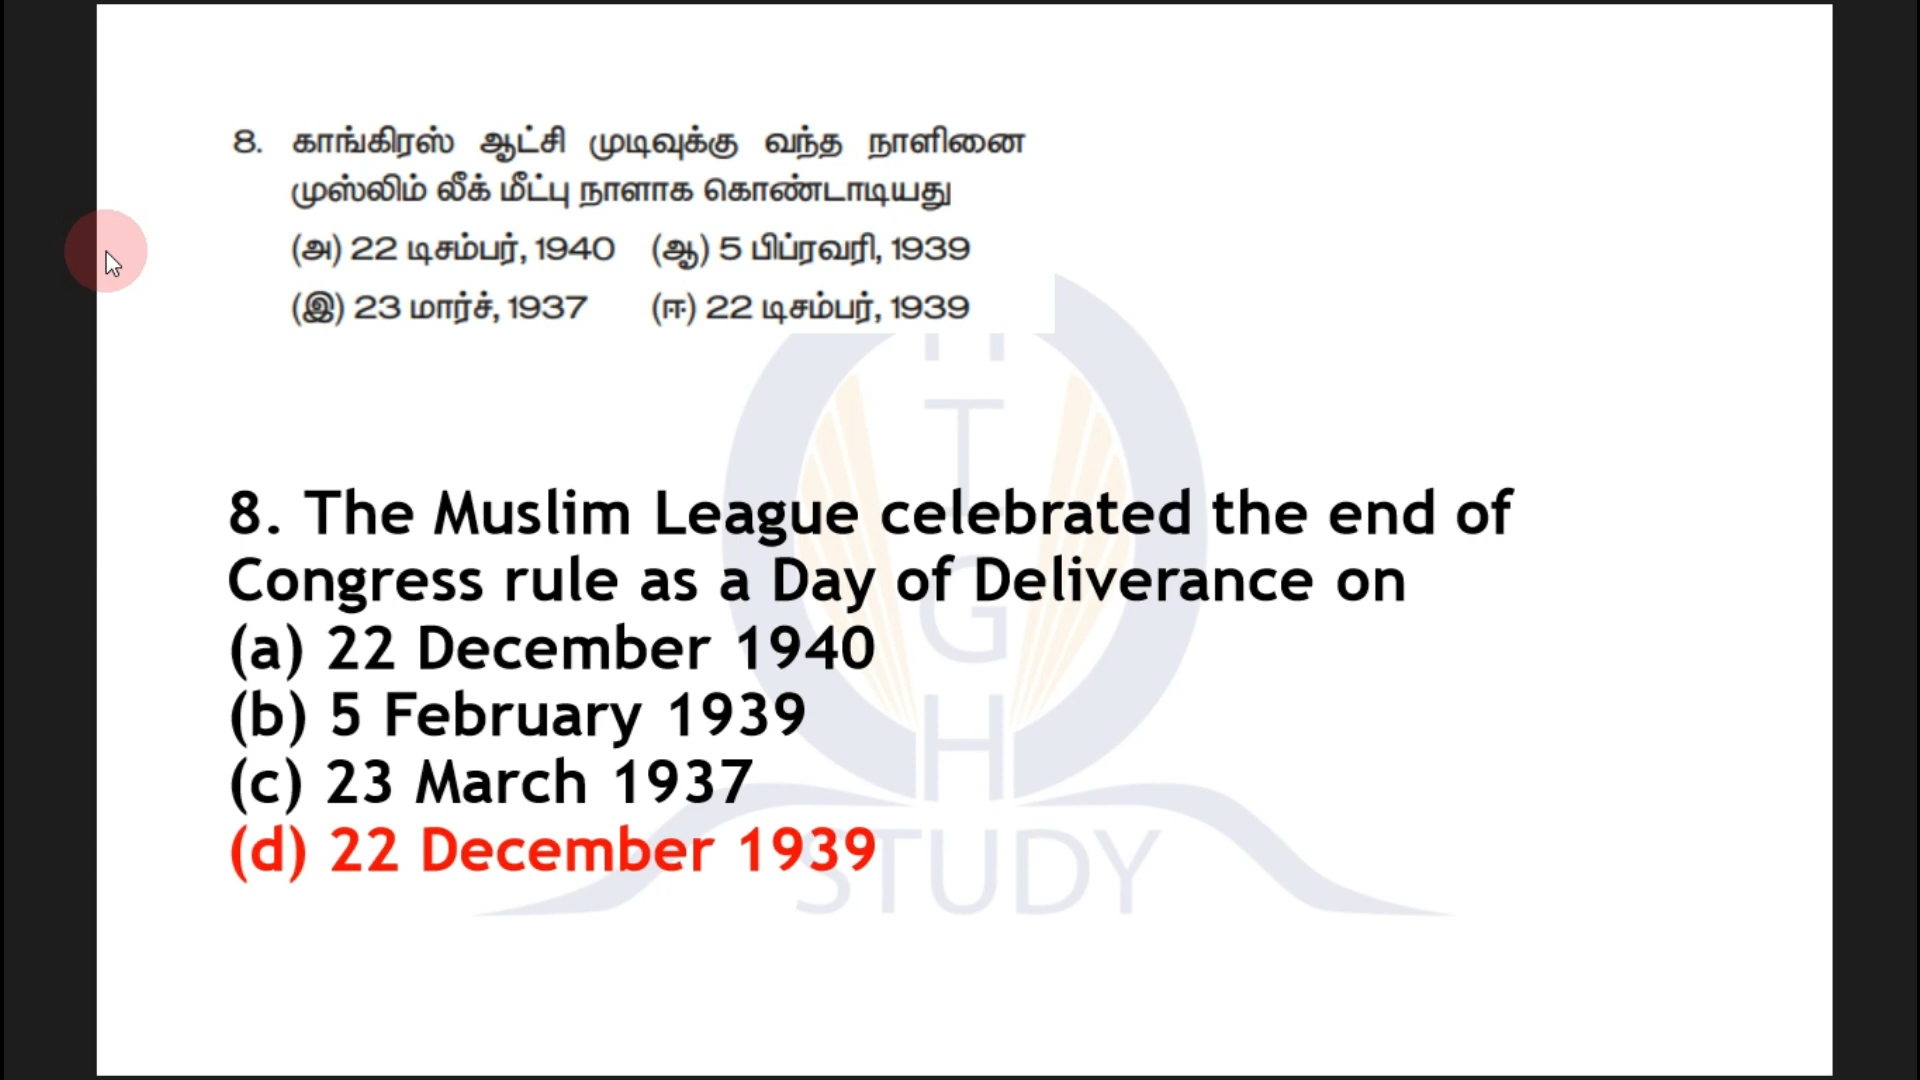 8. காங்கிரஸ் ஆட்சி முடிவுக்கு வந்த நாளினை
முஸ்லிம் லீக் மீட்பு நாளாக கொண்டாடியது
(அ) 22 டிசம்பர், 1940 (ஆ) 5 பிப்ரவரி, 1939
(இ) 23 மார்ச், 1937 (ஈ) 22 டிசம்பர், 1939
8. The Muslim League celebrated the end of
Congress rule as a Day of Deliverance on
(a) 22 December 1940
(b) 5 February 1939
(c) 23 March 1937
(d) 22 December 1939
STUDY